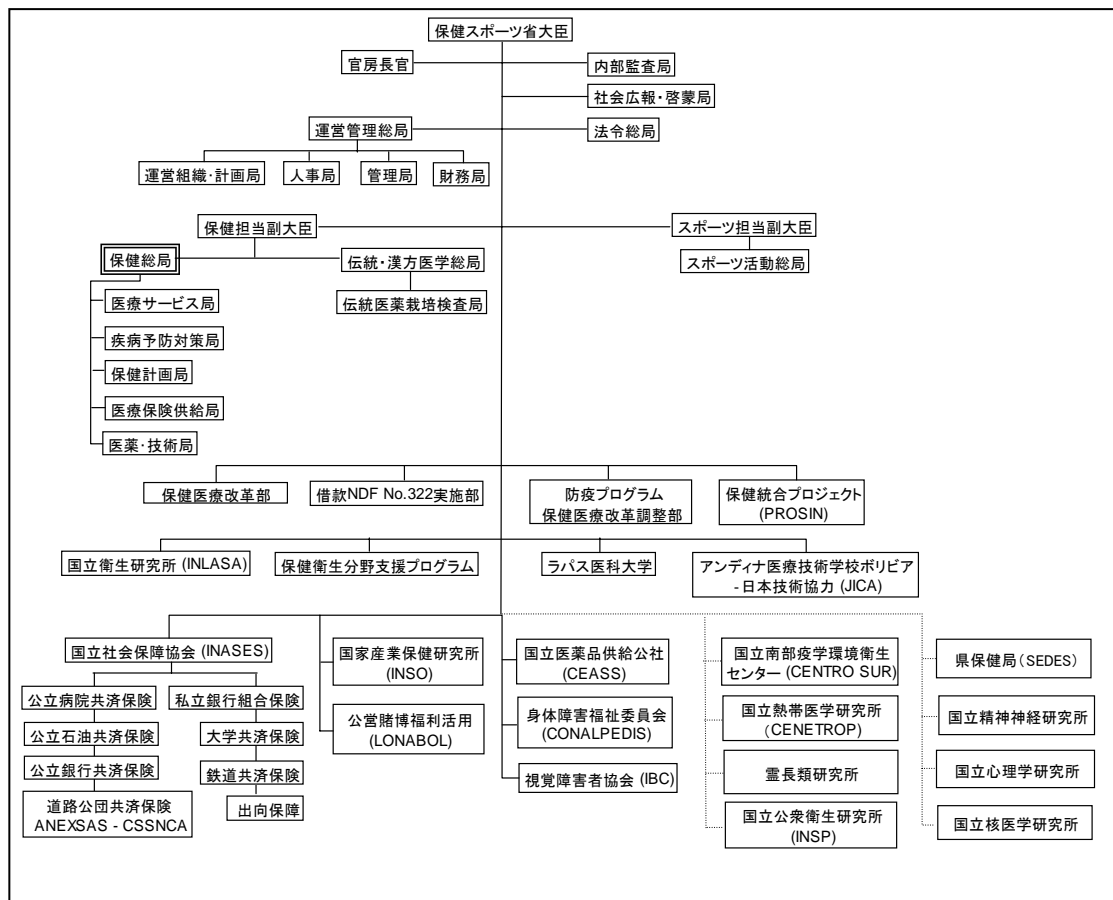 保健スポーツ省大臣
官房長官
内部監査局
社会広報・啓蒙局
運営管理総局
法令総局
運営組織・計画局
人事局
管理局
財務局
保健担当副大臣
スポーツ担当副大臣
保健総局
伝統・漢方医学総局
スポーツ活動総局
医療サービス局
伝統医薬栽培検査局
疾病予防対策局
保健計画局
医療保険供給局
医薬・技術局
保健医療改革部
借款NDF No.322実施部
防疫プログラム
保健医療改革調整部
保健統合プロジェクト
(PROSIN)
国立衛生研究所 (INLASA)
保健衛生分野支援プログラム
ラパス医科大学
アンディナ医療技術学校ボリビア
- 日本技術協力 (JICA)
国立社会保障協会 (INASES)
公立病院共済保険
公立石油共済保険
公立銀行共済保険
道路公団共済保険
ANEXSAS - CSSNCA
私立銀行組合保険
大学共済保険
鉄道共済保険
出向保障
国家産業保健研究所
(INSO)
公営賭博福利活用
(LONABOL)
国立医薬品供給公社
(CEASS)
身体障害福祉委員会
(CONALPEDIS)
視覚障害者協会 (IBC)
国立南部疫学環境衛生
センター (CENTRO SUR)
国立熱帯医学研究所
(CENETROP)
霊長類研究所
国立公衆衛生研究所
(INSP)
県保健局 (SEDES)
国立精神神経研究所
国立心理学研究所
国立核医学研究所